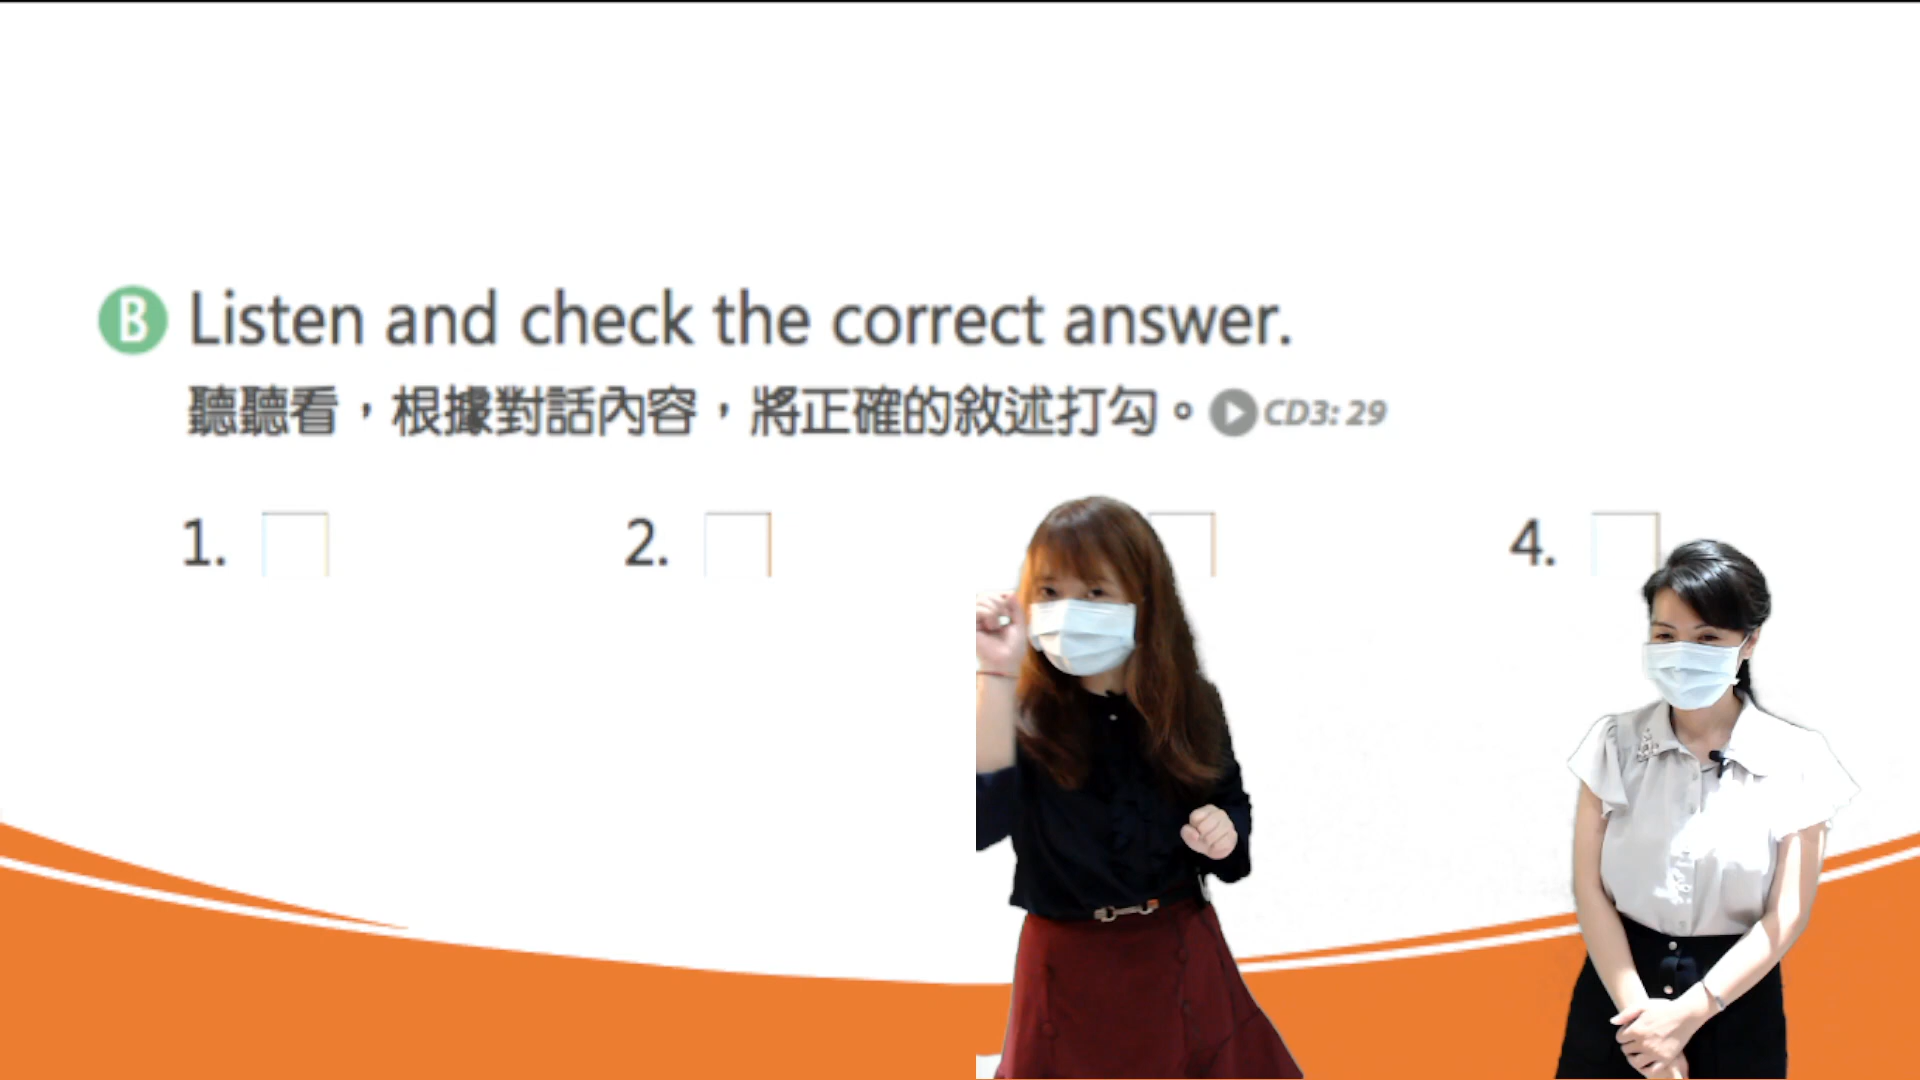 B Listen and check the correct answer.
聽聽看，根據對話內容，將正確的敘述打勾。 CD3: 29
1. 2. 4.